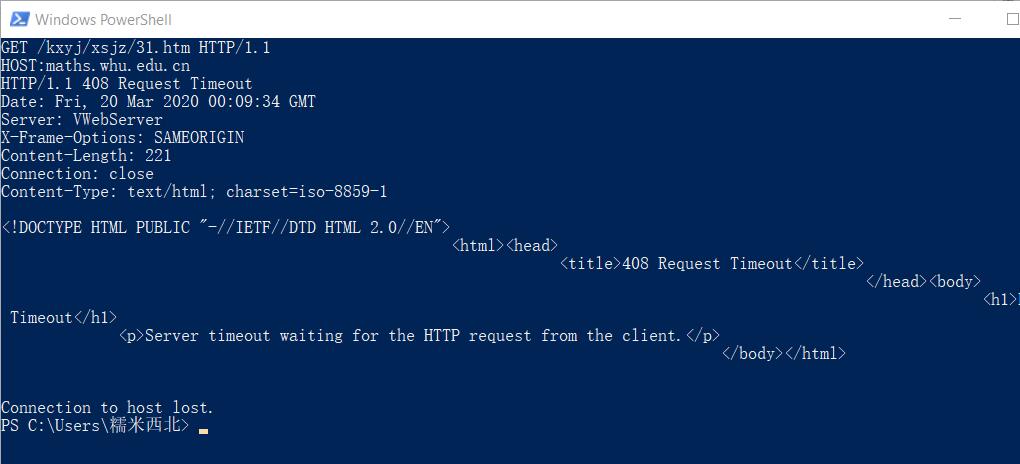 Windows PowerShell
GET /kxyj/xsjz/31.htm HTTP/1.1
HOST:maths.whu.edu.cn
HTTP/1.1 408 Request Timeout
Date: Fri, 20 Mar 2020 00:09:34 GMT
Server: VWebServer
X-Frame-Options: SAMEORIGIN
Content-Length: 221
Connection: close
Content-Type: text/html; charset=iso-8859-1
<!DOCTYPE HTML PUBLIC "-//IETF//DTD HTML 2.0//EN">
<html><head>
<title>408 Request Timeout</title>
</head><body>
<h1>
Timeout</h1>
<p>Server timeout waiting for the HTTP request from the client.</p>
</body></html>
Connection to host lost.
PS C:\Users\糯米西北>